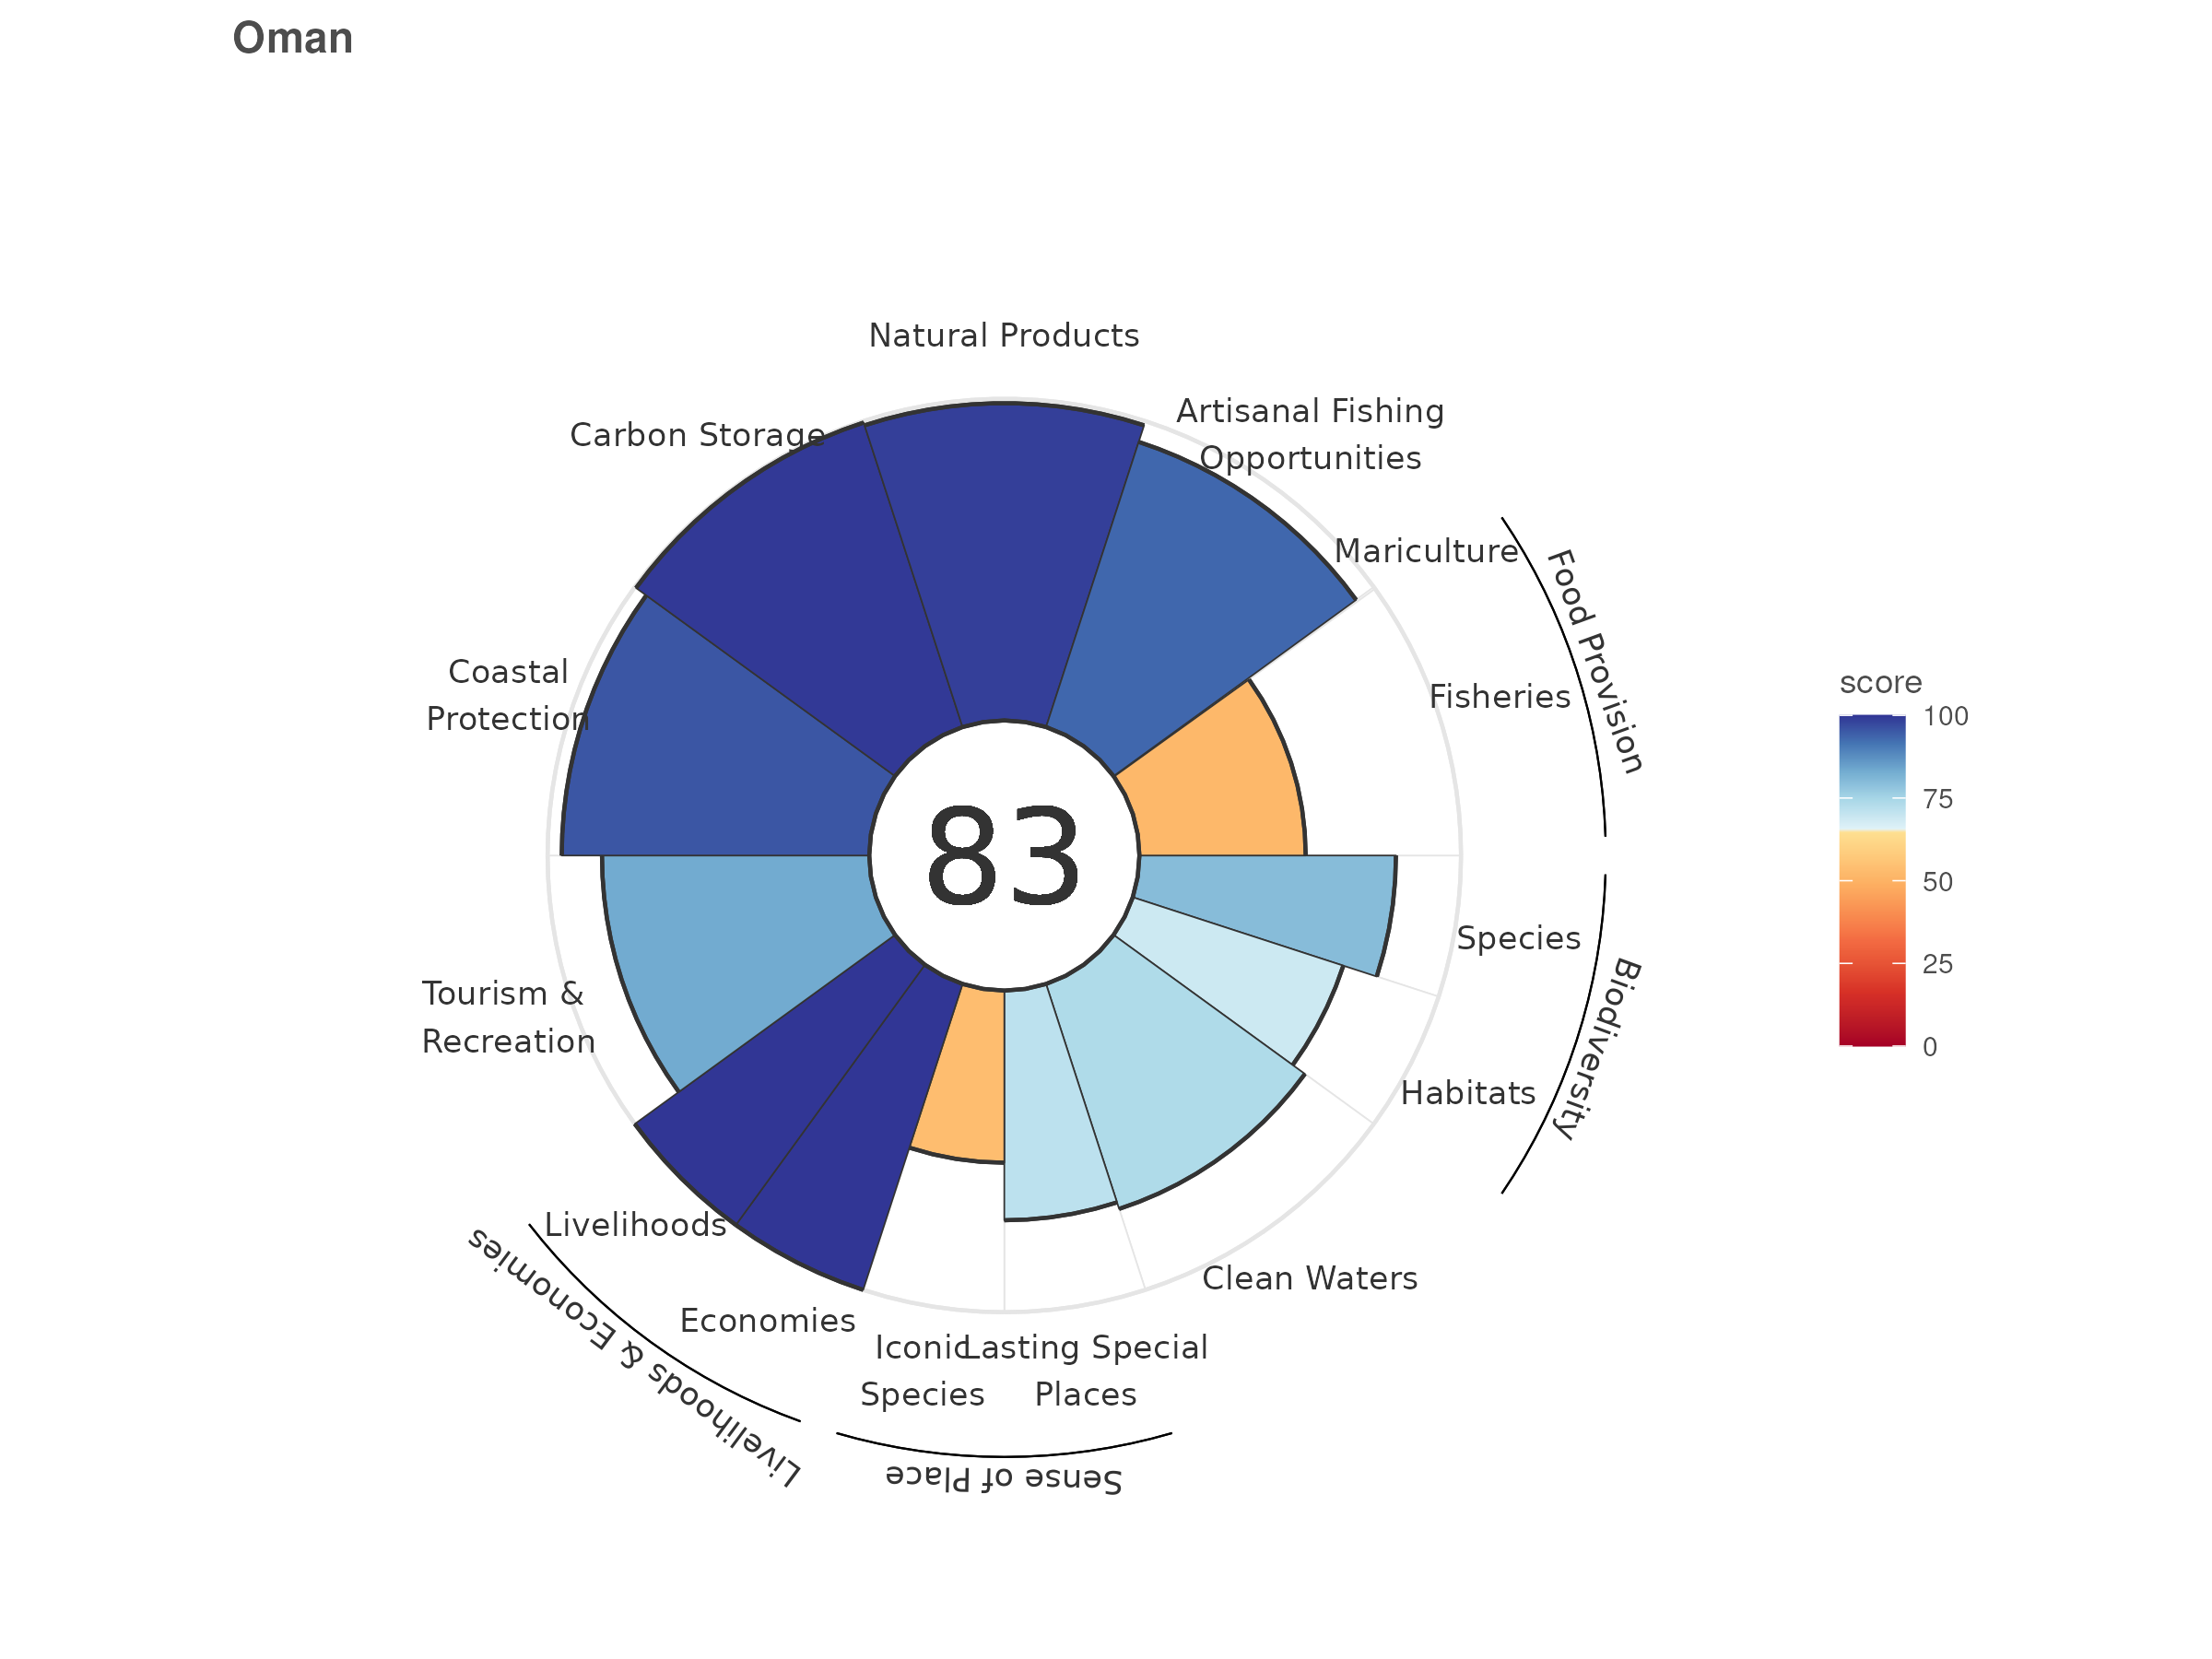 Oman
Natural Products
Artisanal Fishing
Opportunities
Carbon Storage
Mariculture
Food Provision
Fisheries
Coastal
Protection
score
100
75
50
25
0
83
Species
Biodiversity
Habitats
Tourism &
Recreation
Livelihoods
Livelihoods & Economies
Clean Waters
Economies
Iconic
Species
Lasting Special
Places
Sense of Place